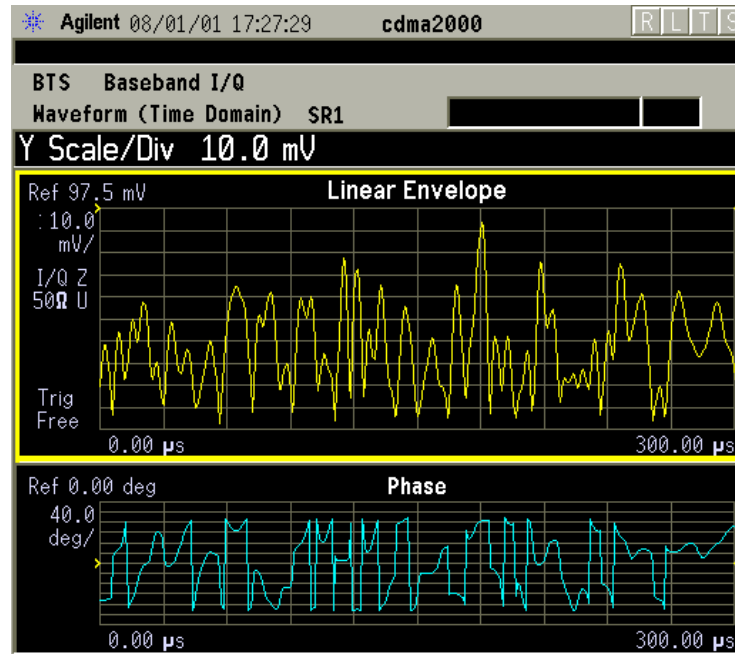 Agilent 08/01/01 17:27:29 cdma2000 R L T S
BTS Baseband I/Q
Waveform (Time Domain) SR1
Y Scale/Div 10.0 mV
Ref 97.5 mV Linear Envelope
:10.0
mV/
I/Q Z
50Ω U
Trig
Free
0.00 µs 300.00 µs
Ref 0.00 deg Phase
40.0
deg/
0.00 µs 300.00 µs